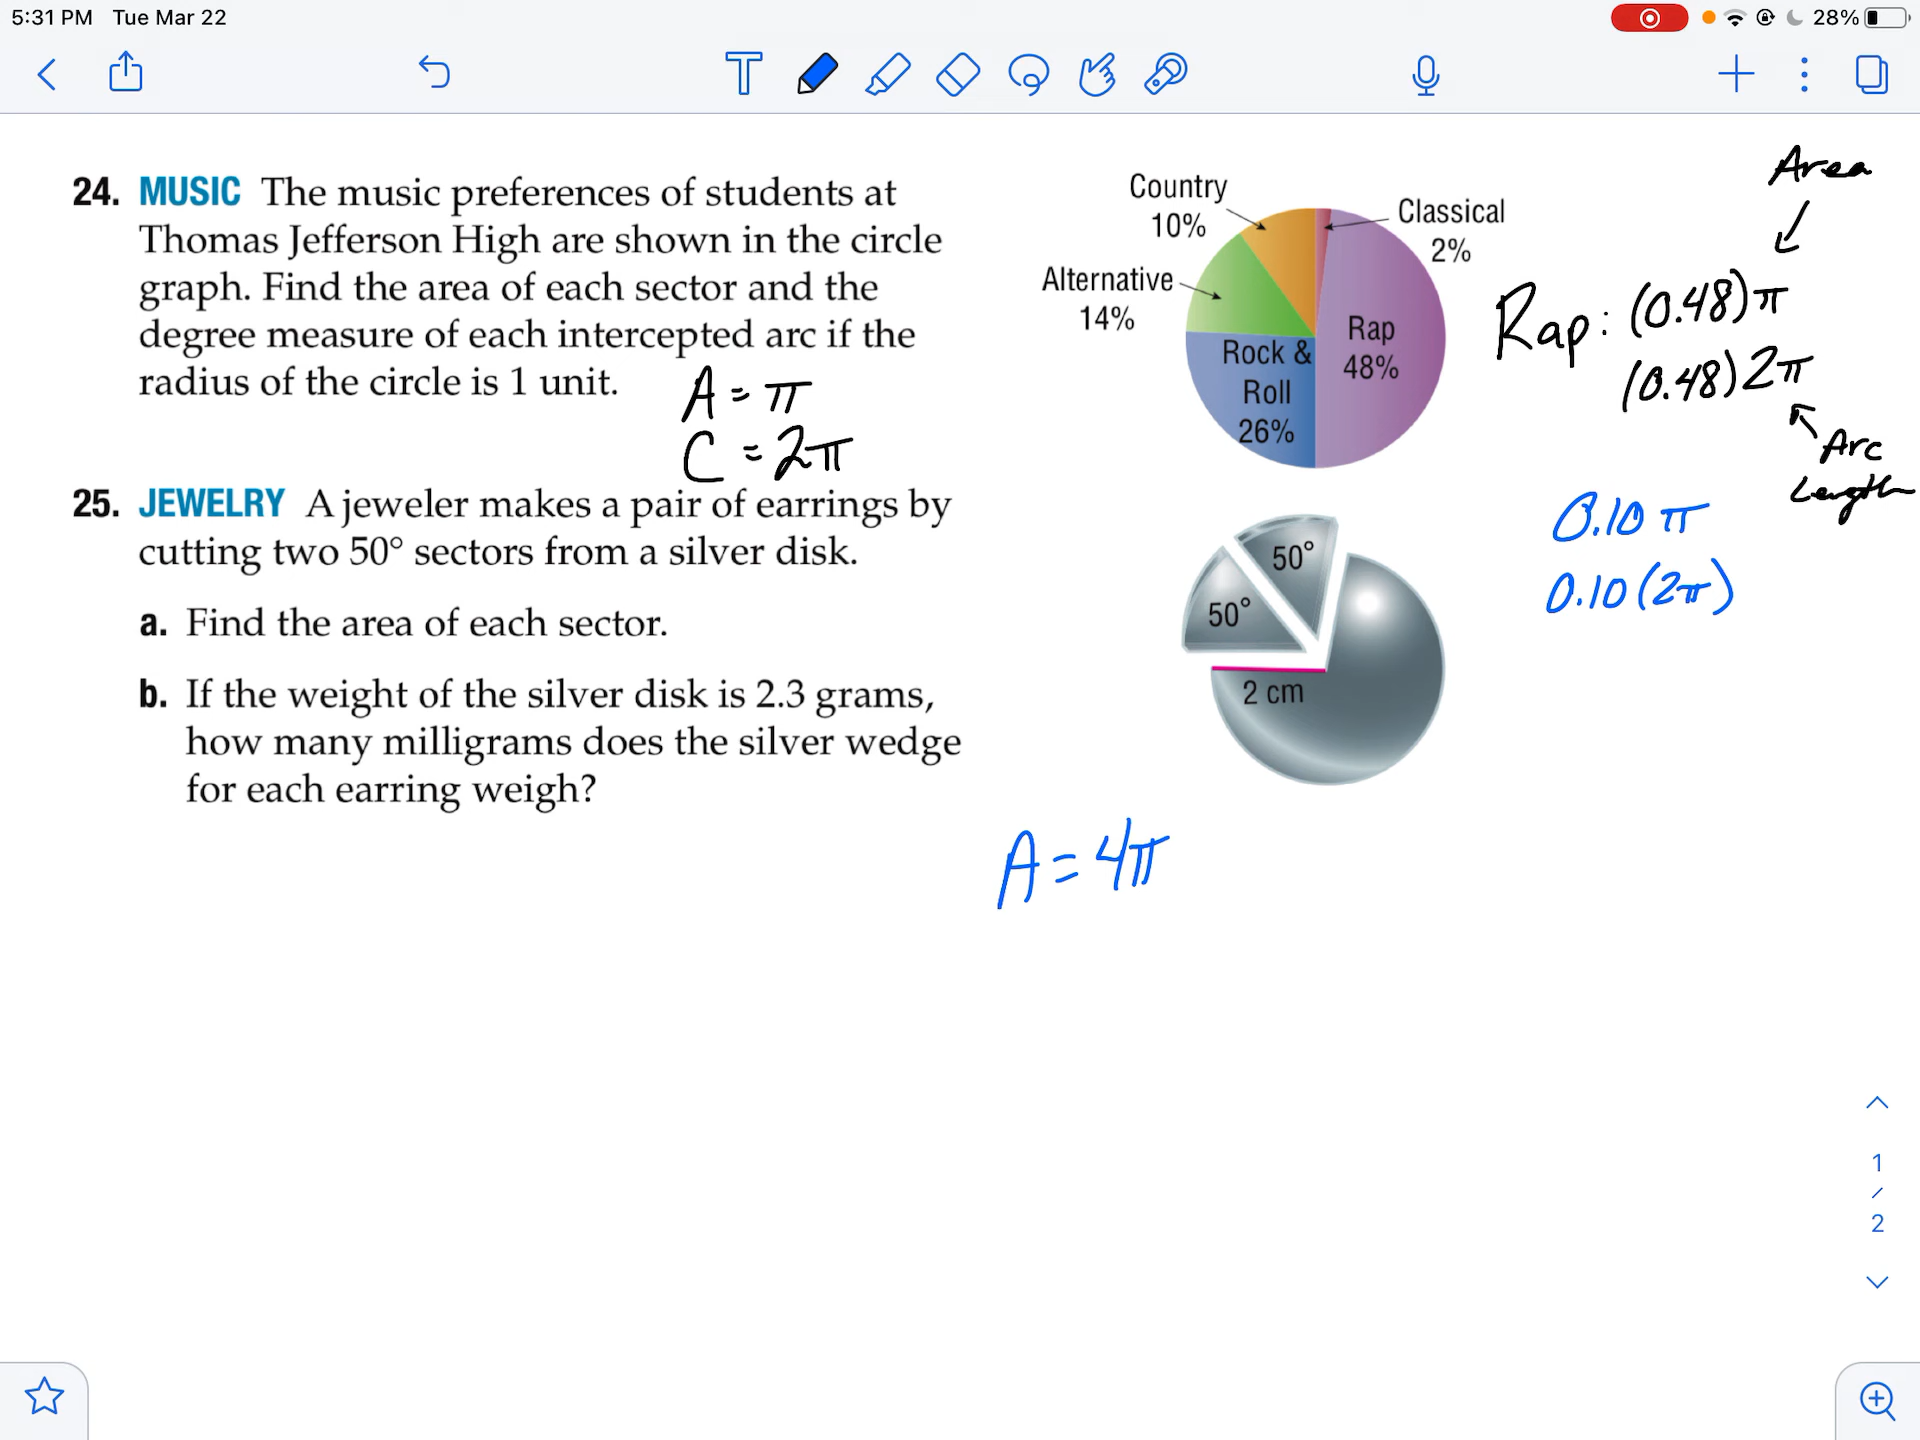 5:31 PM Tue Mar 22
28%
24. MUSIC The music preferences of students at
Thomas Jefferson High are shown in the circle
graph. Find the area of each sector and the
degree measure of each intercepted arc if the
radius of the circle is 1 unit.
A = π
C = 2π
Country
10%
Classical
2%
Alternative
14%
Rap
48%
Rock &
Roll
26%
Area
Rap: (0.48)π
(0.48)2π
Arc
Length
0.10 π
0.10(2π)
25. JEWELRY A jeweler makes a pair of earrings by
cutting two 50° sectors from a silver disk.
a. Find the area of each sector.
b. If the weight of the silver disk is 2.3 grams,
how many milligrams does the silver wedge
for each earring weigh?
50°
50°
2 cm
A = 4π
1
/
2